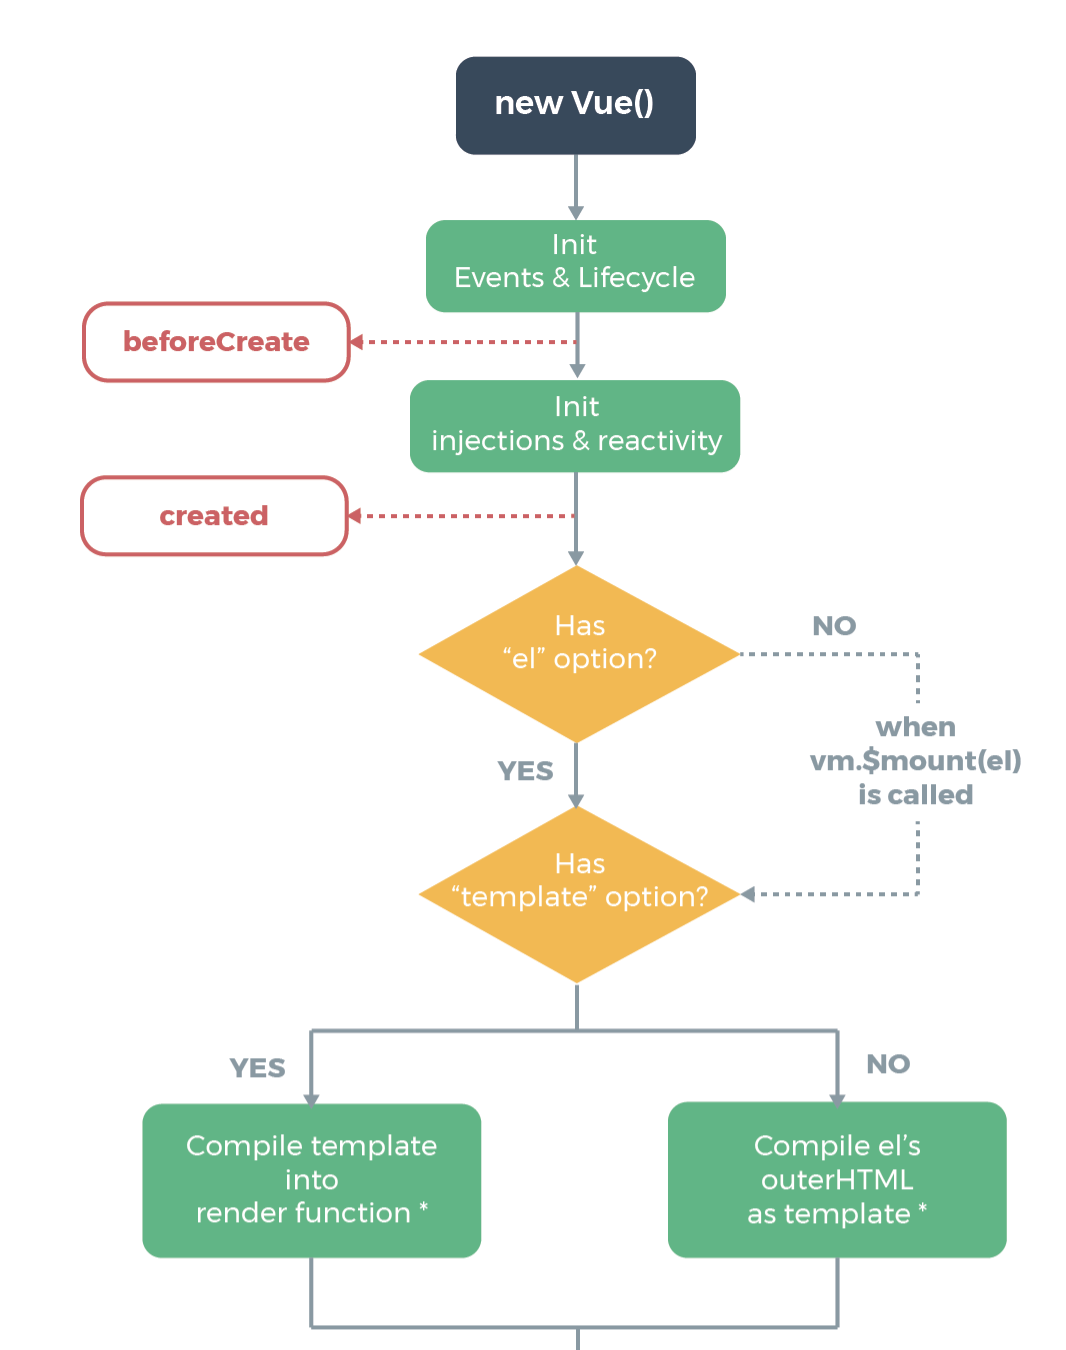 new Vue()
Init
Events & Lifecycle
beforeCreate
Init
injections & reactivity
created
Has
“el” option?
NO
when
vm.$mount(el)
is called
YES
Has
“template” option?
YES
NO
Compile template
into
render function *
Compile el’s
outerHTML
as template *